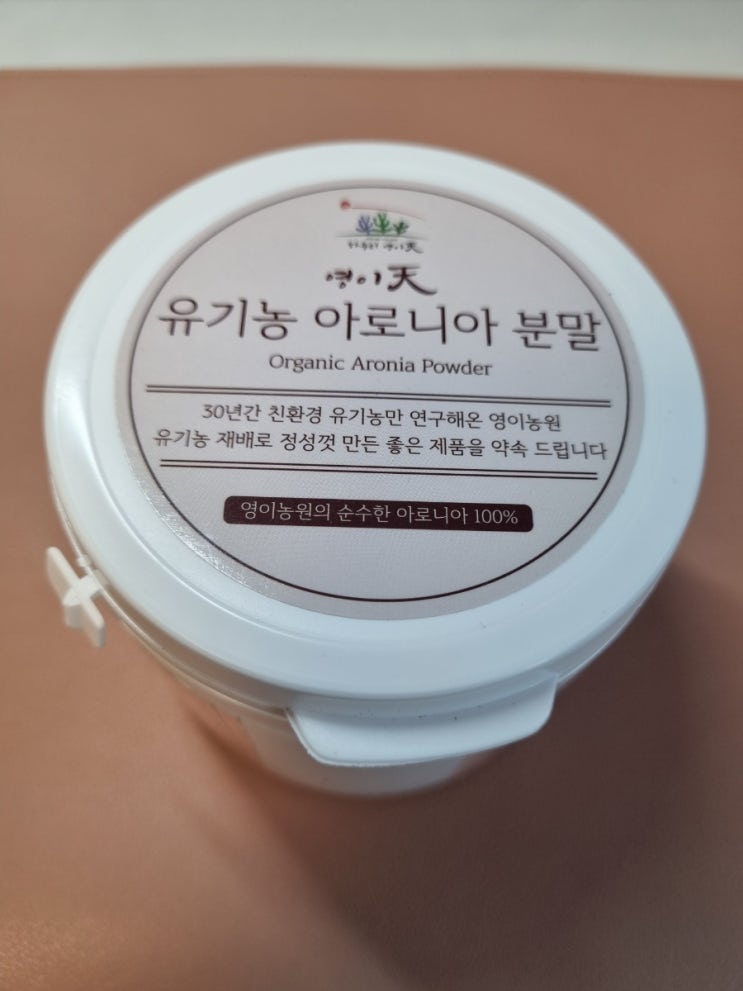 영이天
영이天
유기농 아로니아 분말
Organic Aronia Powder
30년간 친환경 유기농만 연구해온 영이농원
유기농 재배로 정성껏 만든 좋은 제품을 약속 드립니다
영이농원의 순수한 아로니아 100%